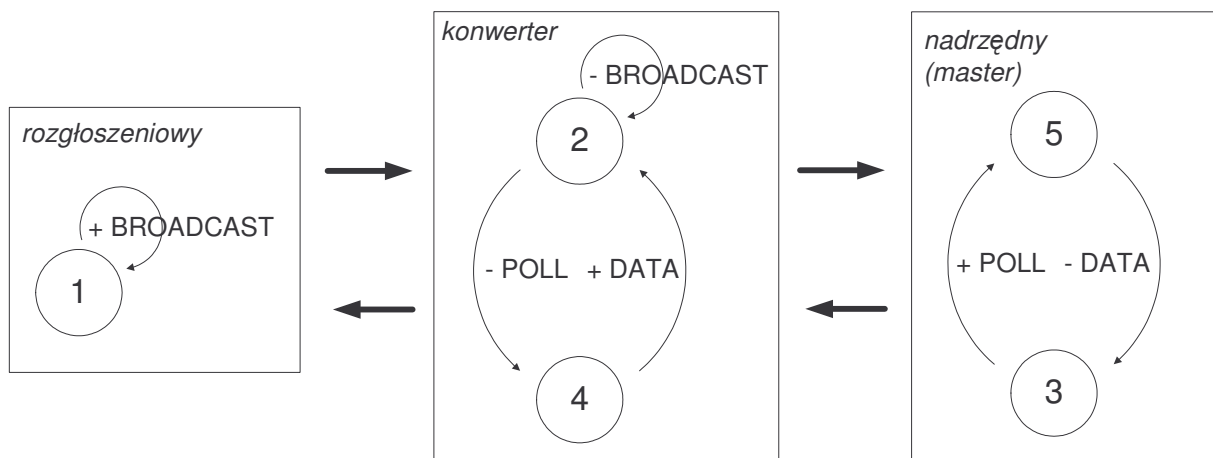 rozgłoszeniowy
+ BROADCAST
1
konwerter
- BROADCAST
2
- POLL + DATA
4
nadrzędny
(master)
5
+ POLL - DATA
3